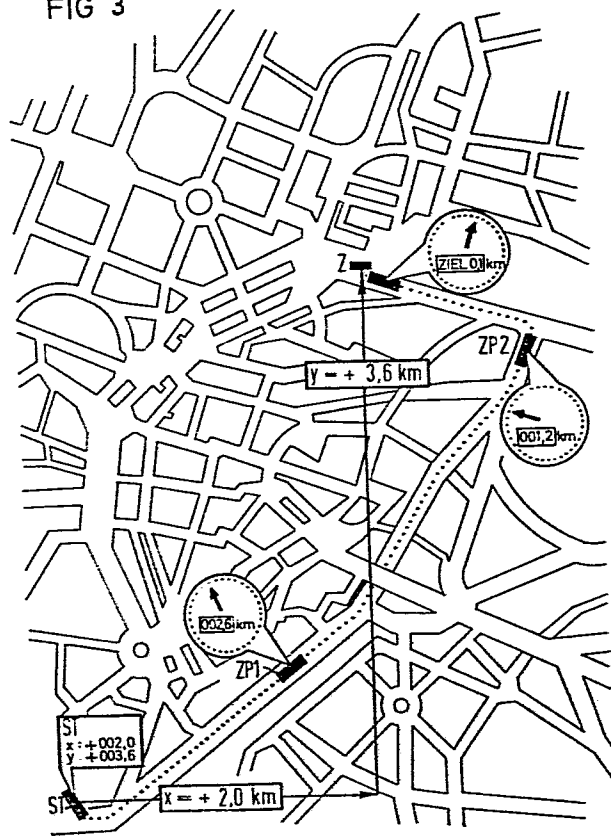 FIG 3
Z
ZIEL 0,1 km
ZP2
y = + 3,6 km
001,2 km
002,6 km
ZP1
ST
x : +002,0
y : +003,6
ST
x = + 2,0 km